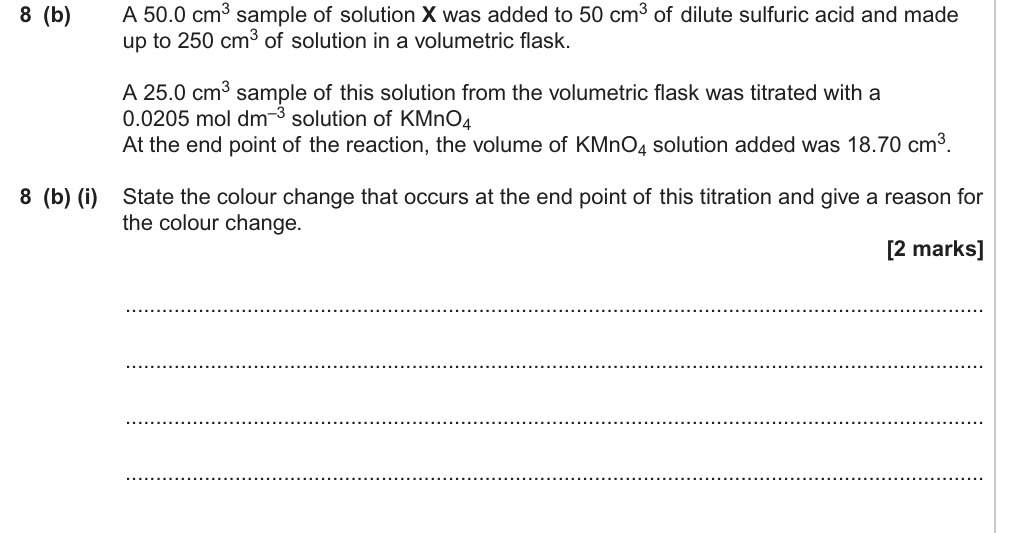 8 (b) A 50.0 cm³ sample of solution X was added to 50 cm³ of dilute sulfuric acid and made
up to 250 cm³ of solution in a volumetric flask.
A 25.0 cm³ sample of this solution from the volumetric flask was titrated with a
0.0205 mol dm⁻³ solution of KMnO₄
At the end point of the reaction, the volume of KMnO₄ solution added was 18.70 cm³.
8 (b) (i) State the colour change that occurs at the end point of this titration and give a reason for
the colour change.
[2 marks]